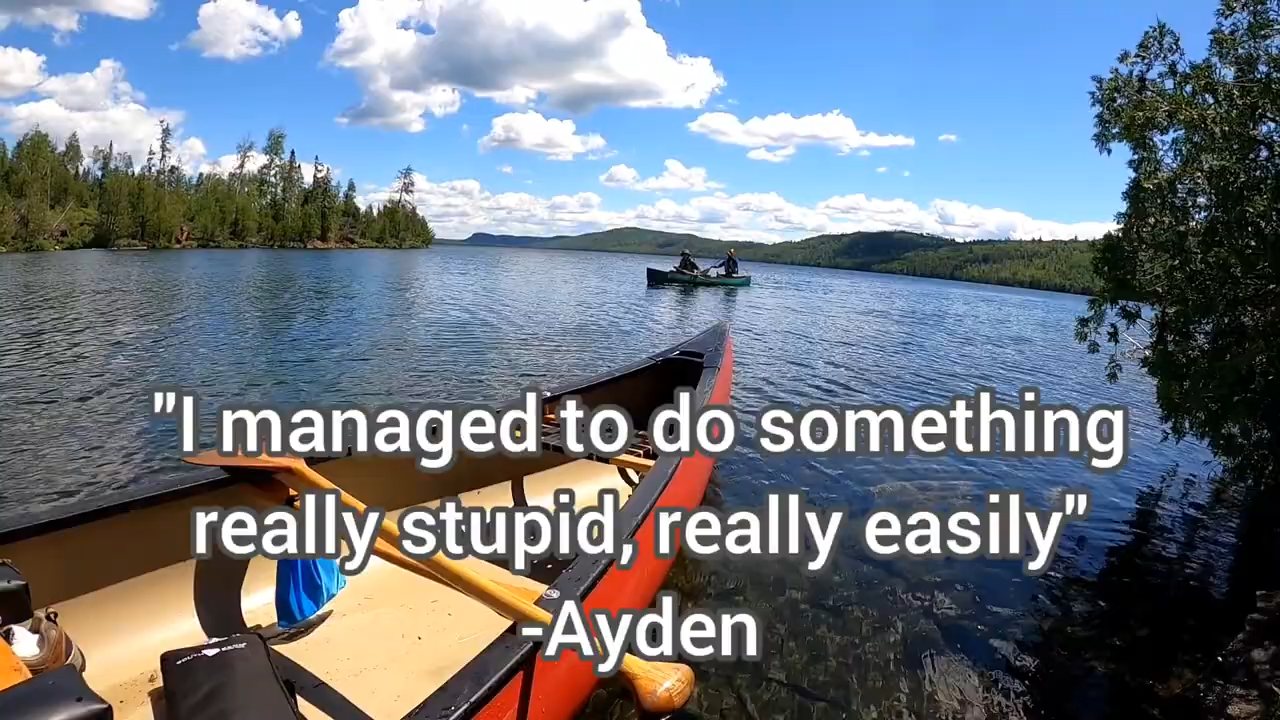 "I managed to do something
really stupid, really easily"
-Ayden